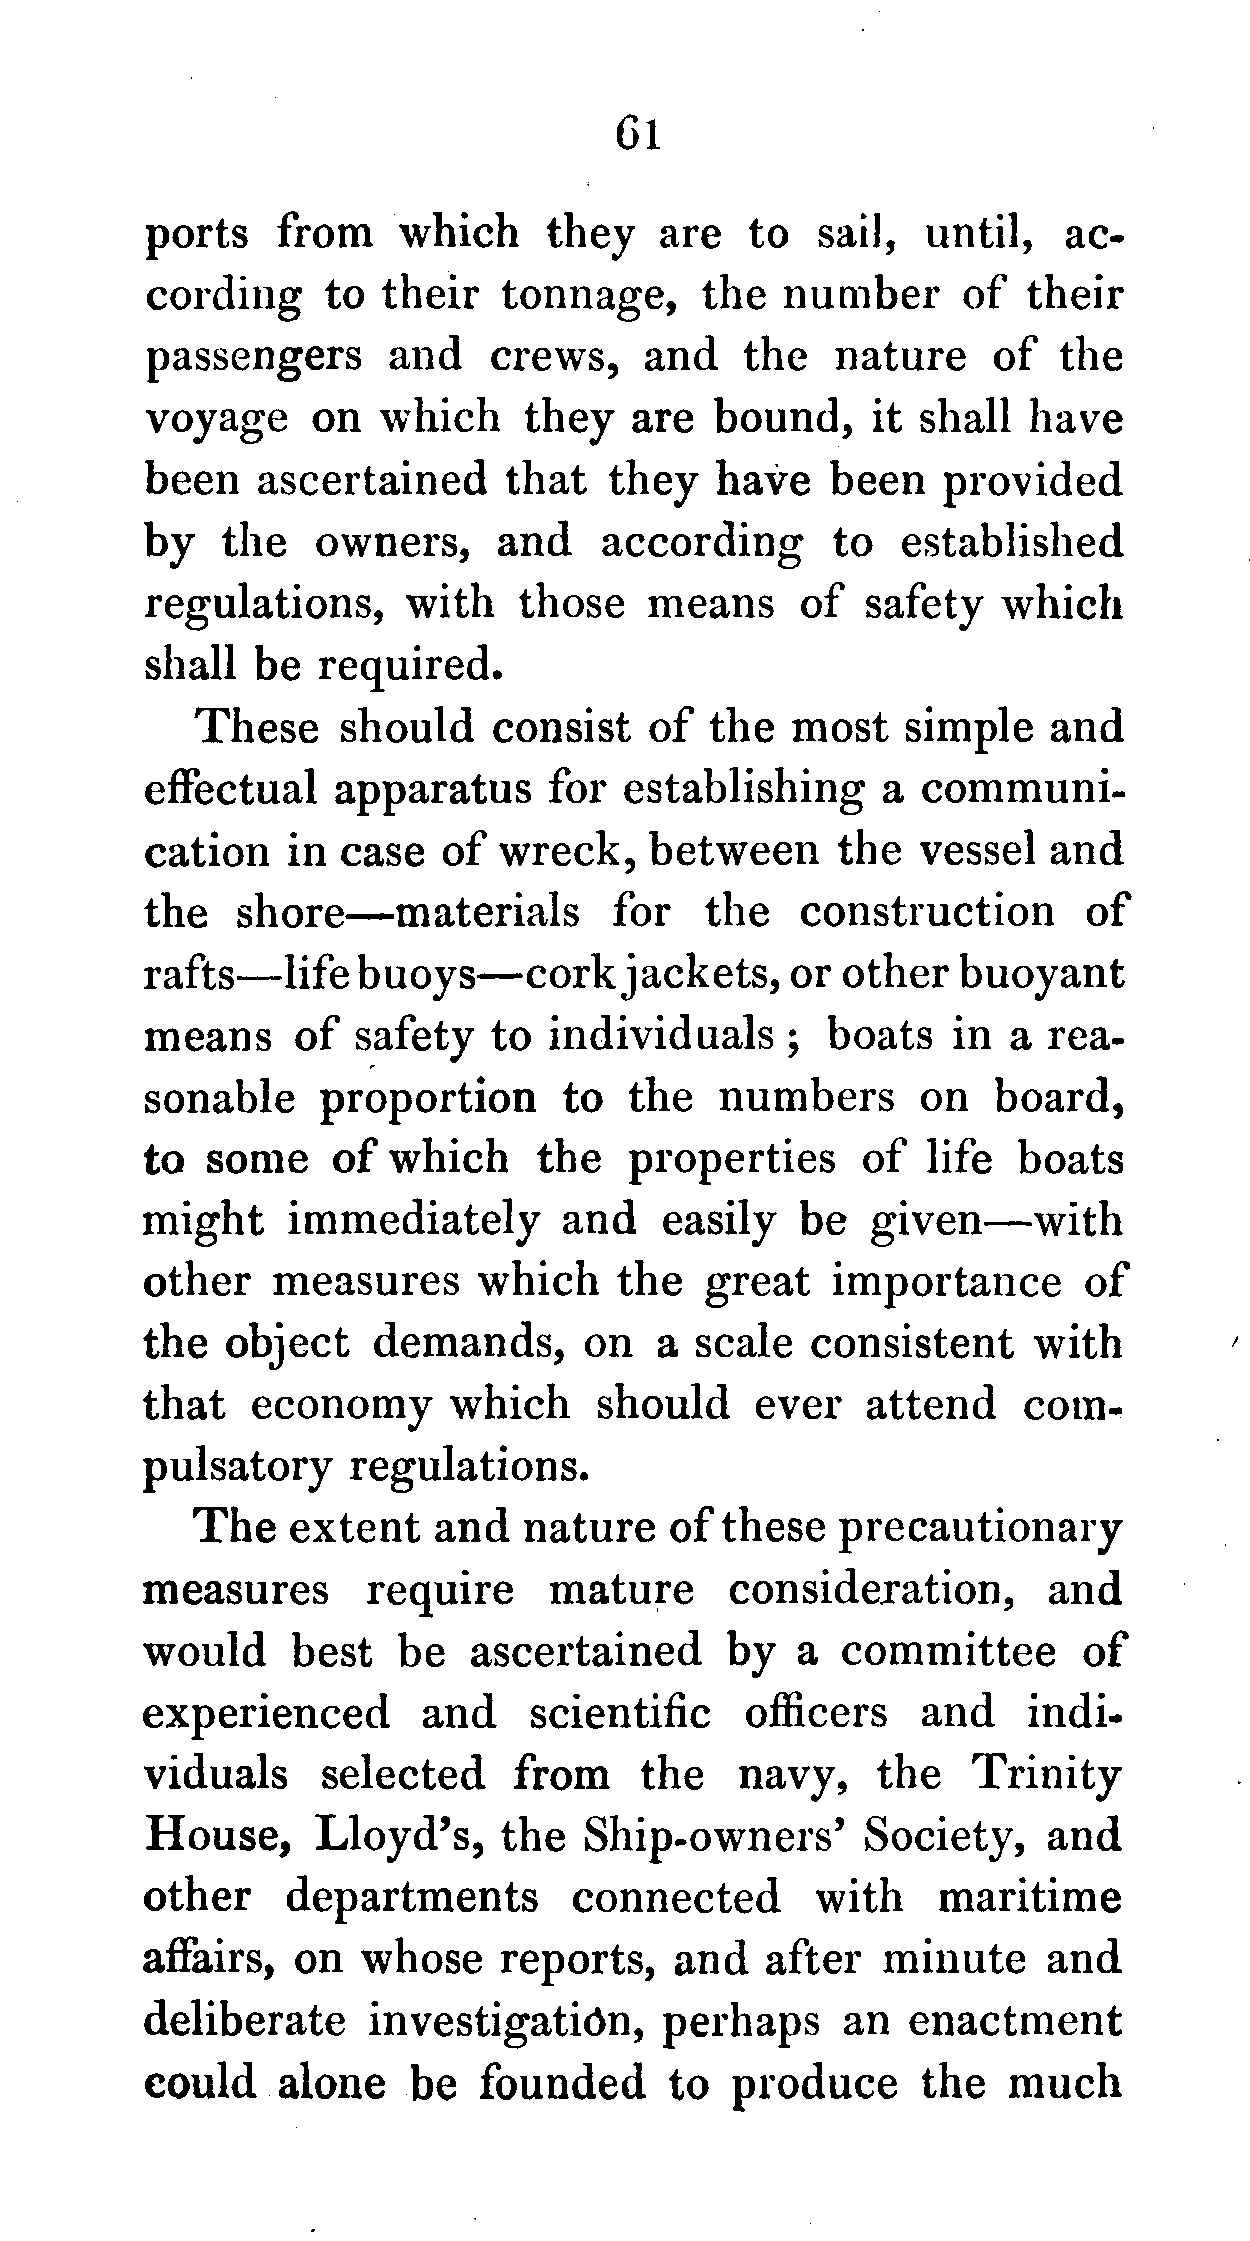 61
ports from which they are to sail, until, ac-
cording to their tonnage, the number of their
passengers and crews, and the nature of the
voyage on which they are bound, it shall have
been ascertained that they have been provided
by the owners, and according to established
regulations, with those means of safety which
shall be required.
These should consist of the most simple and
effectual apparatus for establishing a communi-
cation in case of wreck, between the vessel and
the shore—materials for the construction of
rafts—life buoys—cork jackets, or other buoyant
means of safety to individuals ; boats in a rea-
sonable proportion to the numbers on board,
to some of which the properties of life boats
might immediately and easily be given—with
other measures which the great importance of
the object demands, on a scale consistent with
that economy which should ever attend com-
pulsatory regulations.
The extent and nature of these precautionary
measures require mature consideration, and
would best be ascertained by a committee of
experienced and scientific officers and indi-
viduals selected from the navy, the Trinity
House, Lloyd's, the Ship-owners' Society, and
other departments connected with maritime
affairs, on whose reports, and after minute and
deliberate investigation, perhaps an enactment
could alone be founded to produce the much